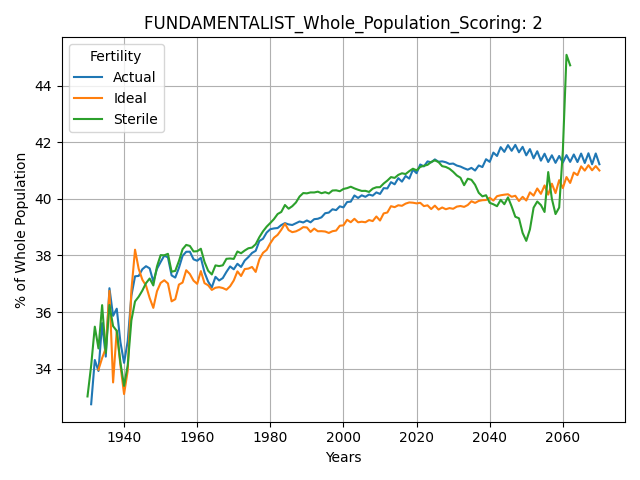 FUNDAMENTALIST_Whole_Population_Scoring: 2
Fertility
Actual
Ideal
Sterile
% of Whole Population
44
42
40
38
36
34
1940 1960 1980 2000 2020 2040 2060
Years